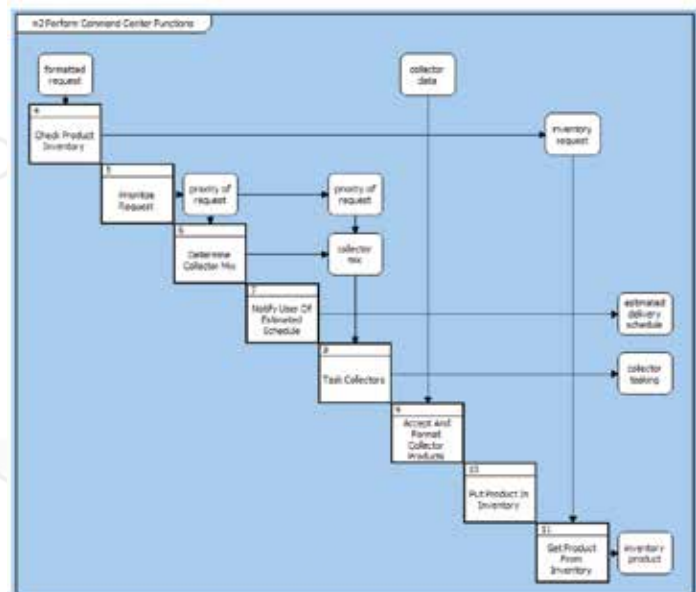 n2 Perform Command Center Functions
formatted
request
collector
data
4
Check Product
Inventory
inventory
request
5
Prioritize
Request
priority of
request
priority of
request
6
Determine
Collector Mix
collector
mix
7
Notify User Of
Estimated
Schedule
estimated
delivery
schedule
8
Task Collectors
collector
tasking
9
Accept And
Format
Collector
Products
10
Put Product In
Inventory
11
Get Product
From
Inventory
inventory
product